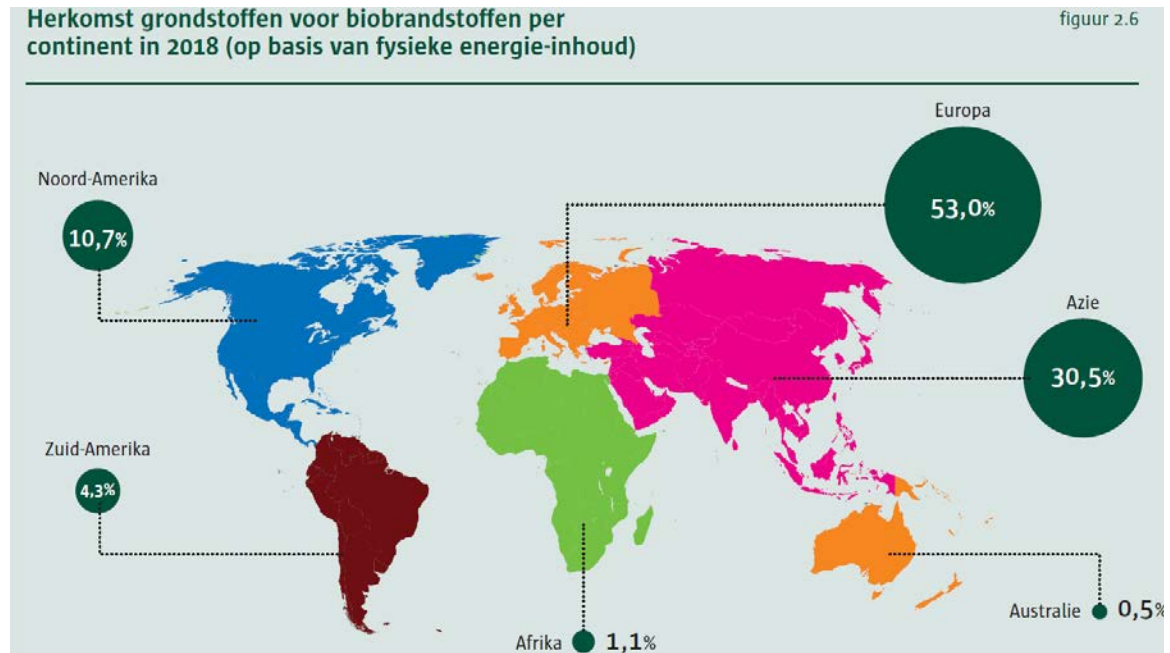 Herkomst grondstoffen voor biobrandstoffen per
continent in 2018 (op basis van fysieke energie-inhoud)
figuur 2.6
Europa
53,0%
Noord-Amerika
10,7%
Azie
30,5%
Zuid-Amerika
4,3%
Australie 0,5%
Afrika 1,1%